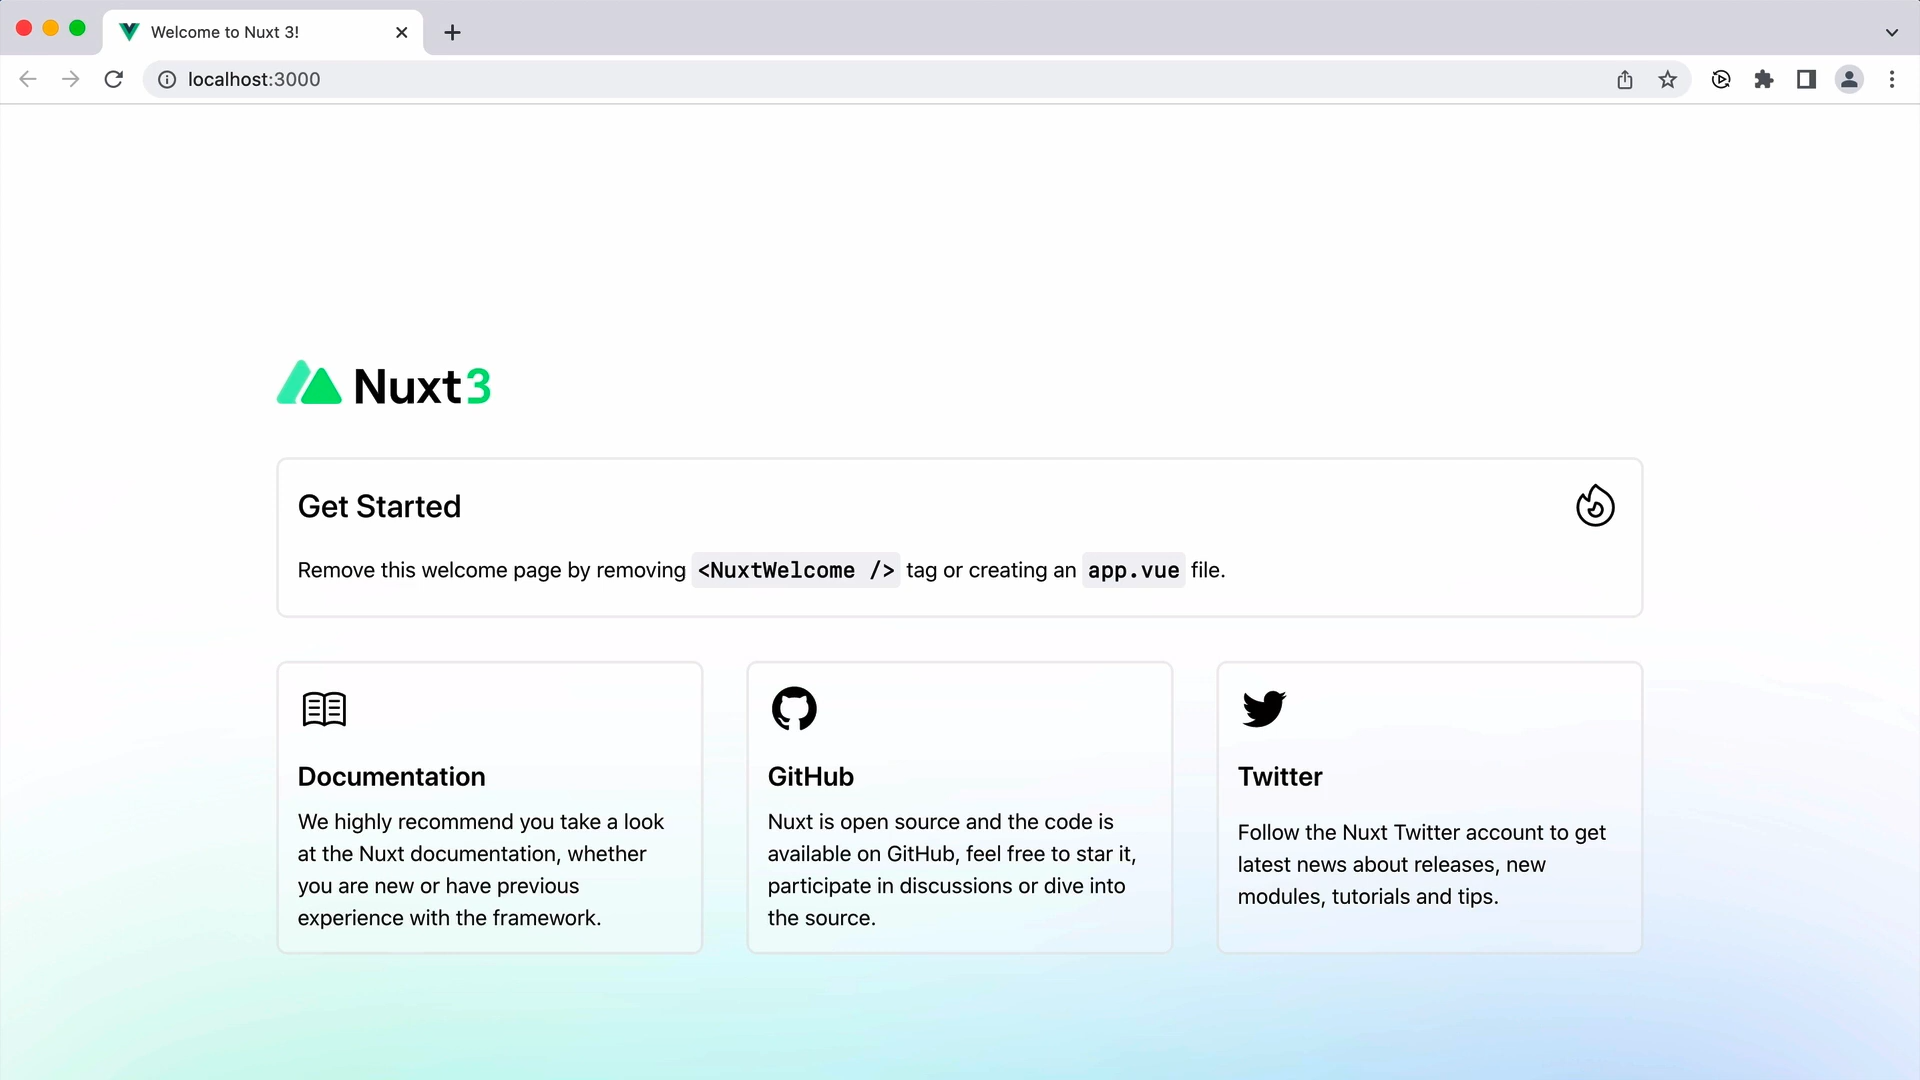 Welcome to Nuxt 3!
localhost:3000
Nuxt3
Get Started
Remove this welcome page by removing <NuxtWelcome /> tag or creating an app.vue file.
Documentation
We highly recommend you take a look
at the Nuxt documentation, whether
you are new or have previous
experience with the framework.
GitHub
Nuxt is open source and the code is
available on GitHub, feel free to star it,
participate in discussions or dive into
the source.
Twitter
Follow the Nuxt Twitter account to get
latest news about releases, new
modules, tutorials and tips.